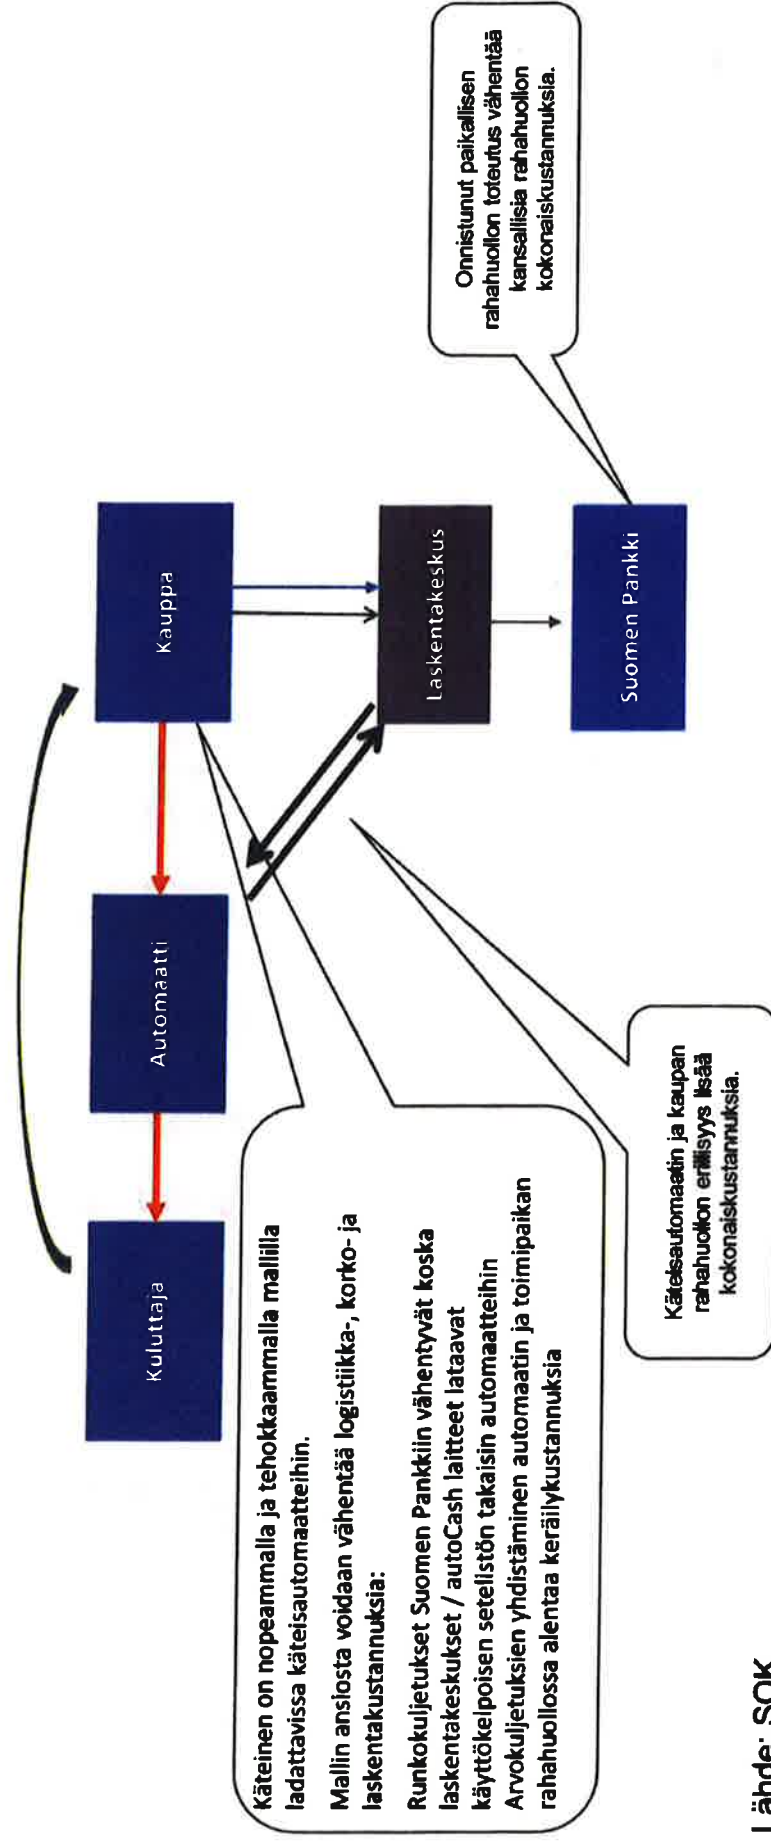 Kuluttaja
Automaatti
Kauppa
Laskentakeskus
Suomen Pankki
Käteinen on nopeammalla ja tehokkaammalla mallilla
ladattavissa käteisautomaatteihin.
Mallin ansiosta voidaan vähentää logistiikka-, korko- ja
laskentakustannuksia:
Runkokuljetukset Suomen Pankkiin vähentyvät koska
laskentakeskukset / autoCash laitteet lataavat
käyttökelpoisen setelistön takaisin automaatteihin
Arvokuljetuksien yhdistäminen automaatin ja toimipaikan
rahahuollossa alentaa keräilykustannuksia
Käteisautomaatin ja kaupan
rahahuollon erillisyys lisää
kokonaiskustannuksia.
Onnistunut paikallisen
rahahuollon toteutus vähentää
kansallisia rahahuollon
kokonaiskustannuksia.
Lähde: SOK